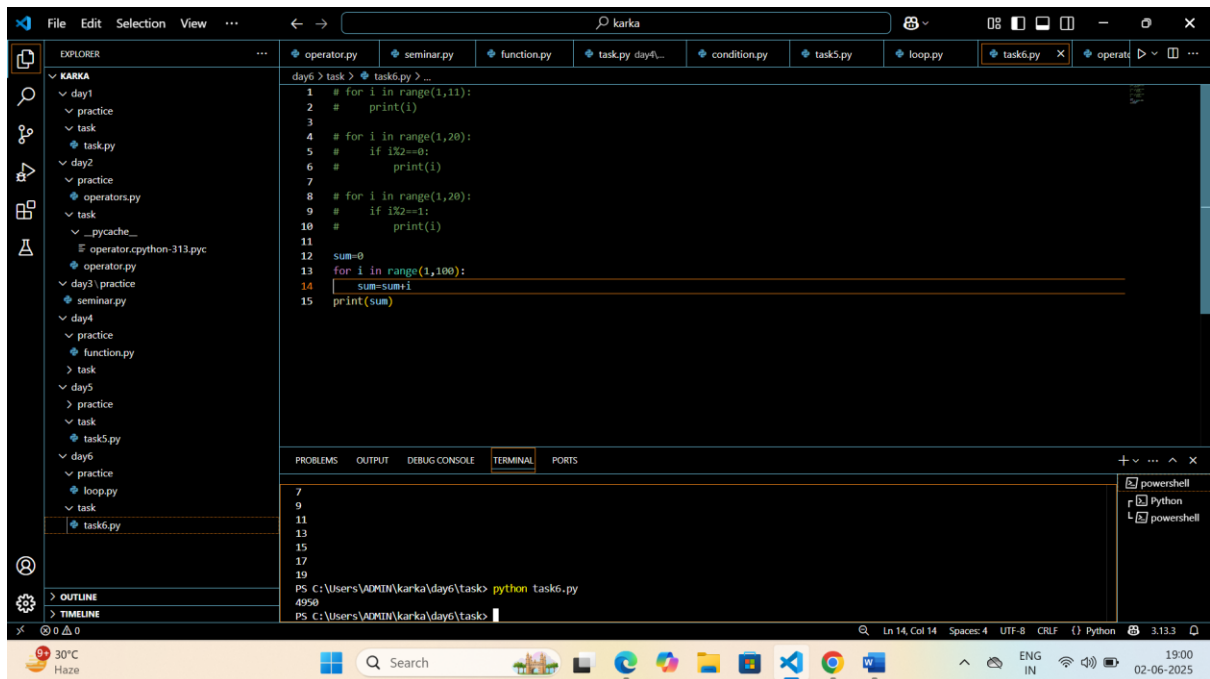 File Edit Selection View ··· karka
EXPLORER ···
KARKA
day1
practice
task
task.py
day2
practice
operators.py
task
__pycache__
operator.cpython-313.pyc
operator.py
day3\practice
seminar.py
day4
practice
function.py
task
day5
practice
task
task5.py
day6
practice
loop.py
task
task6.py
OUTLINE
TIMELINE
operator.py seminar.py function.py task.py day4\... condition.py task5.py loop.py task6.py operato
day6 > task > task6.py > ...
1 # for i in range(1,11):
2 #     print(i)
3
4 # for i in range(1,20):
5 #     if i%2==0:
6 #         print(i)
7
8 # for i in range(1,20):
9 #     if i%2==1:
10 #         print(i)
11
12 sum=0
13 for i in range(1,100):
14     sum=sum+i
15 print(sum)
PROBLEMS OUTPUT DEBUG CONSOLE TERMINAL PORTS
7
9
11
13
15
17
19
PS C:\Users\ADMIN\karka\day6\task> python task6.py
4950
PS C:\Users\ADMIN\karka\day6\task>
powershell
Python
powershell
0 0 Ln 14, Col 14 Spaces: 4 UTF-8 CRLF {} Python 3.13.3
9+ 30°C
Haze
Search
ENG
IN
19:00
02-06-2025